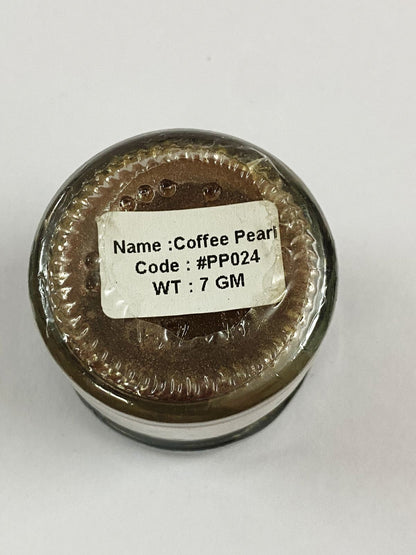 Name :Coffee Pearl
Code : #PP024
WT : 7 GM